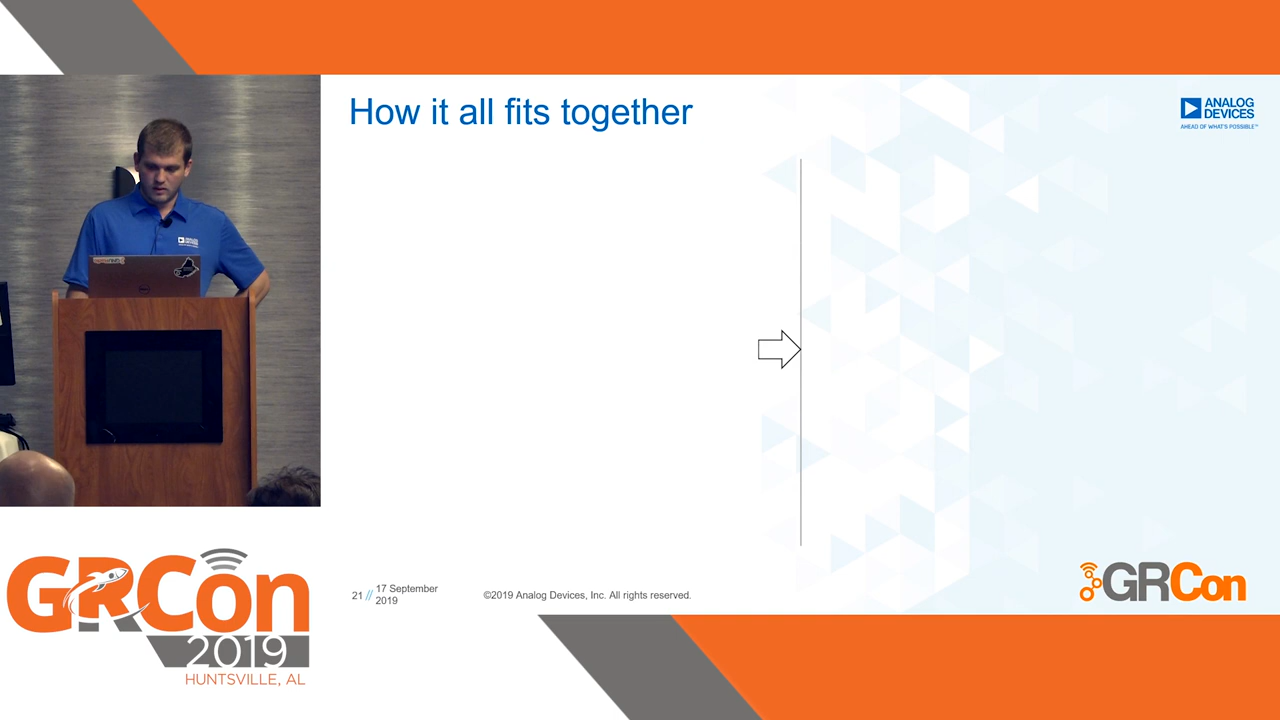 How it all fits together
ANALOG
DEVICES
AHEAD OF WHAT'S POSSIBLE™
21 // 17 September
2019
©2019 Analog Devices, Inc. All rights reserved.
GRCon
GRCon
2019
HUNTSVILLE, AL